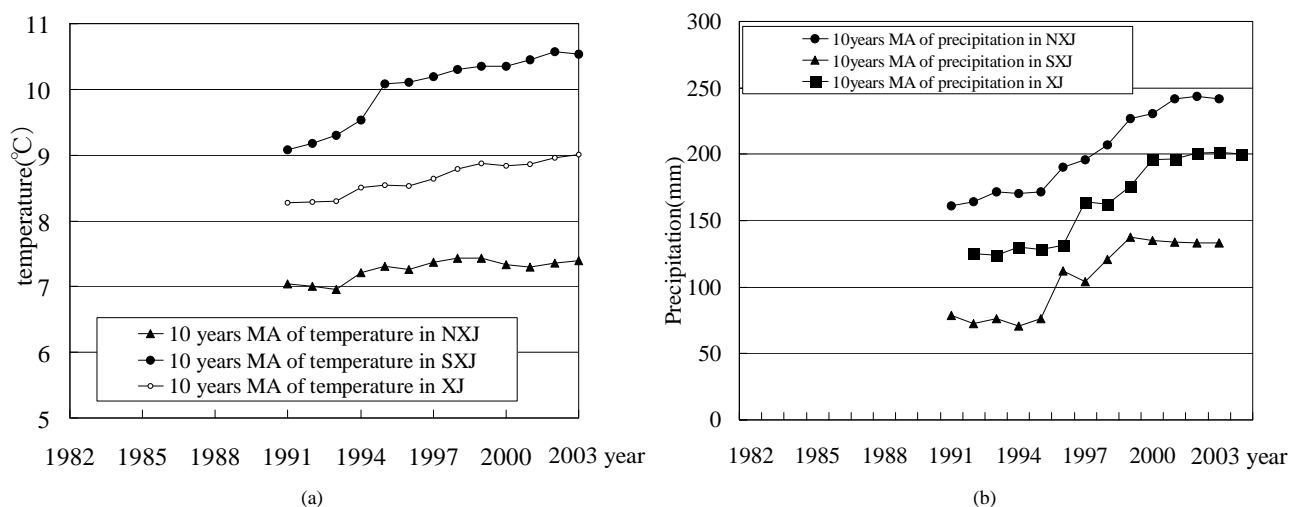 11
10
9
8
7
6
5
temperature(℃)
10 years MA of temperature in NXJ
10 years MA of temperature in SXJ
10 years MA of temperature in XJ
1982 1985 1988 1991 1994 1997 2000 2003 year
(a)
300
250
200
150
100
50
0
Precipitation(mm)
10years MA of precipitation in NXJ
10years MA of precipitation in SXJ
10years MA of precipitation in XJ
1982 1985 1988 1991 1994 1997 2000 2003 year
(b)